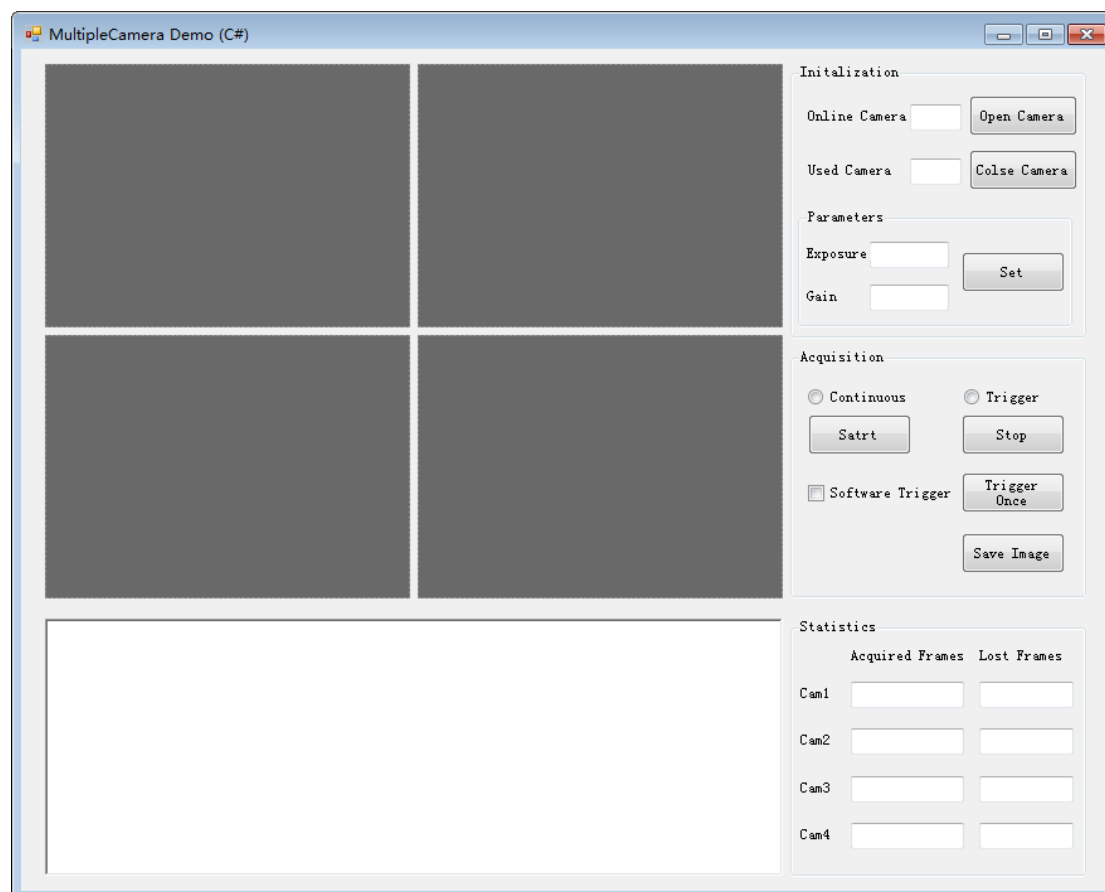 MultipleCamera Demo (C#)
Initalization
Online Camera
Open Camera
Used Camera
Colse Camera
Parameters
Exposure
Set
Gain
Acquisition
Continuous
Trigger
Satrt
Stop
Software Trigger
Trigger
Once
Save Image
Statistics
Acquired Frames Lost Frames
Cam1
Cam2
Cam3
Cam4